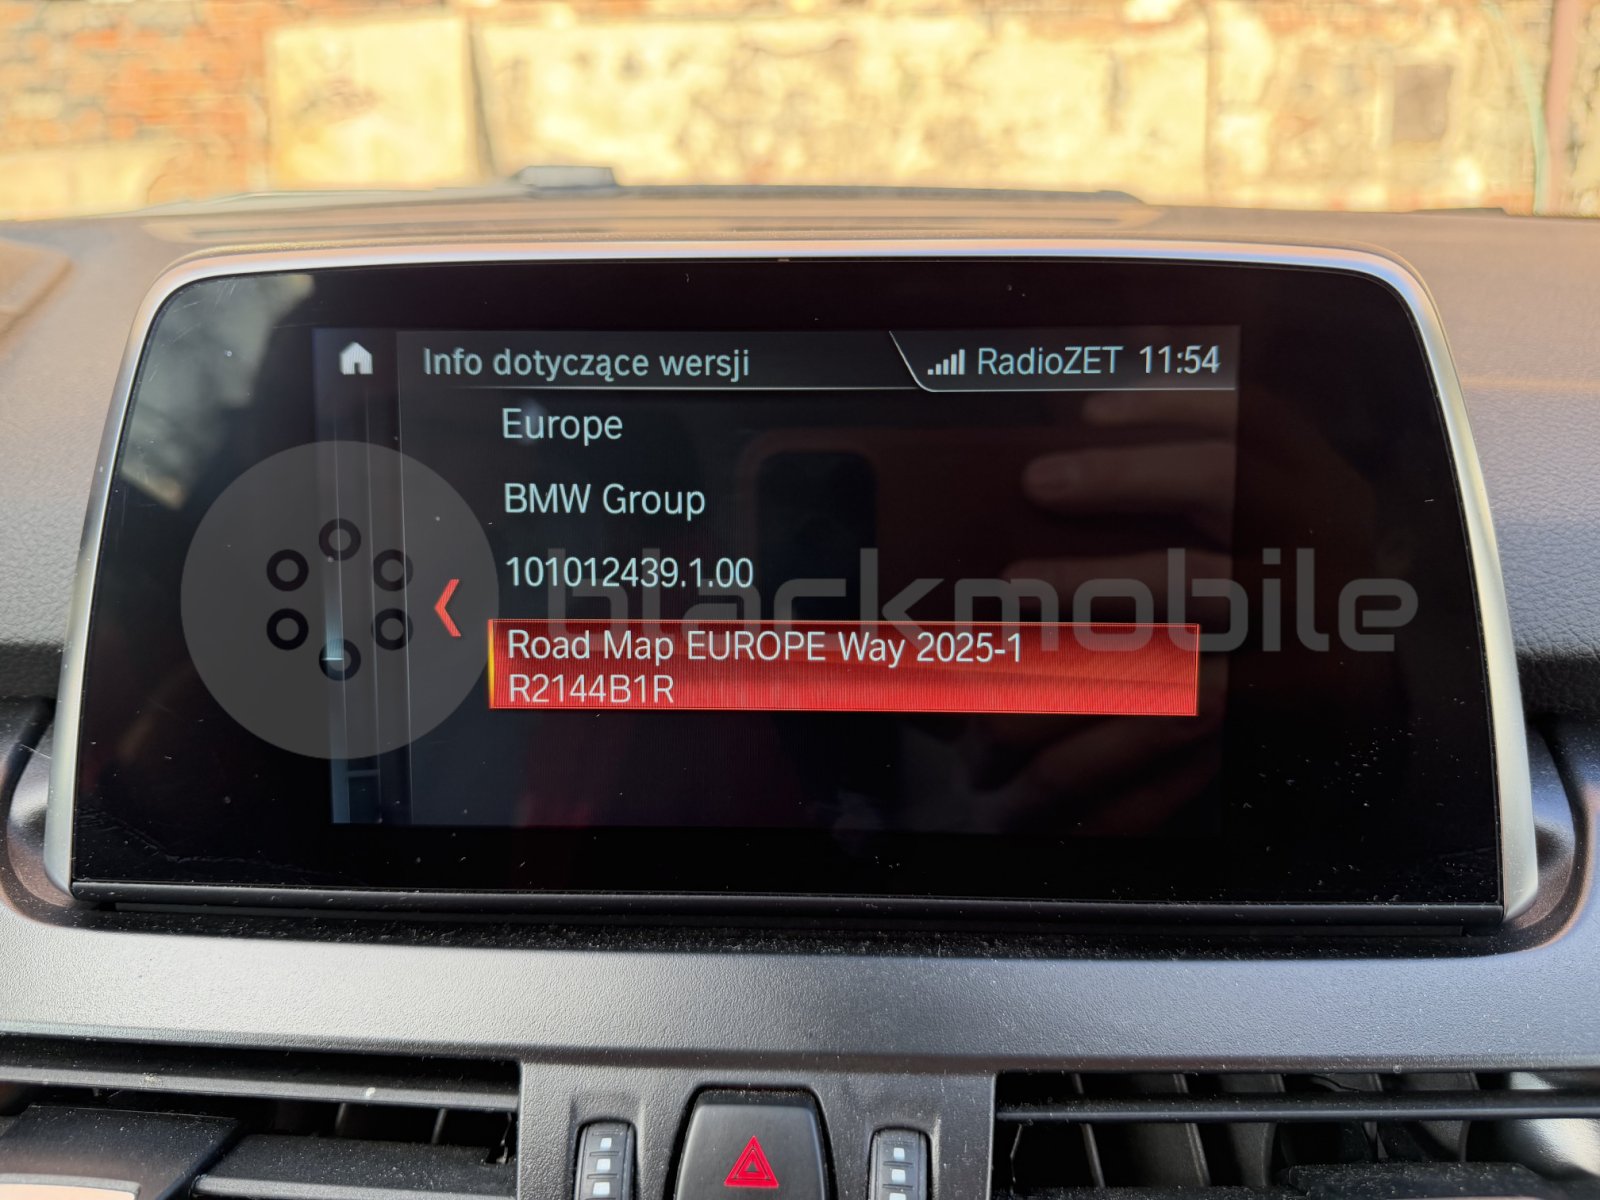 Info dotyczące wersji
RadioZET 11:54
Europe
BMW Group
101012439.1.00
Road Map EUROPE Way 2025-1
R2144B1R
blackmobile